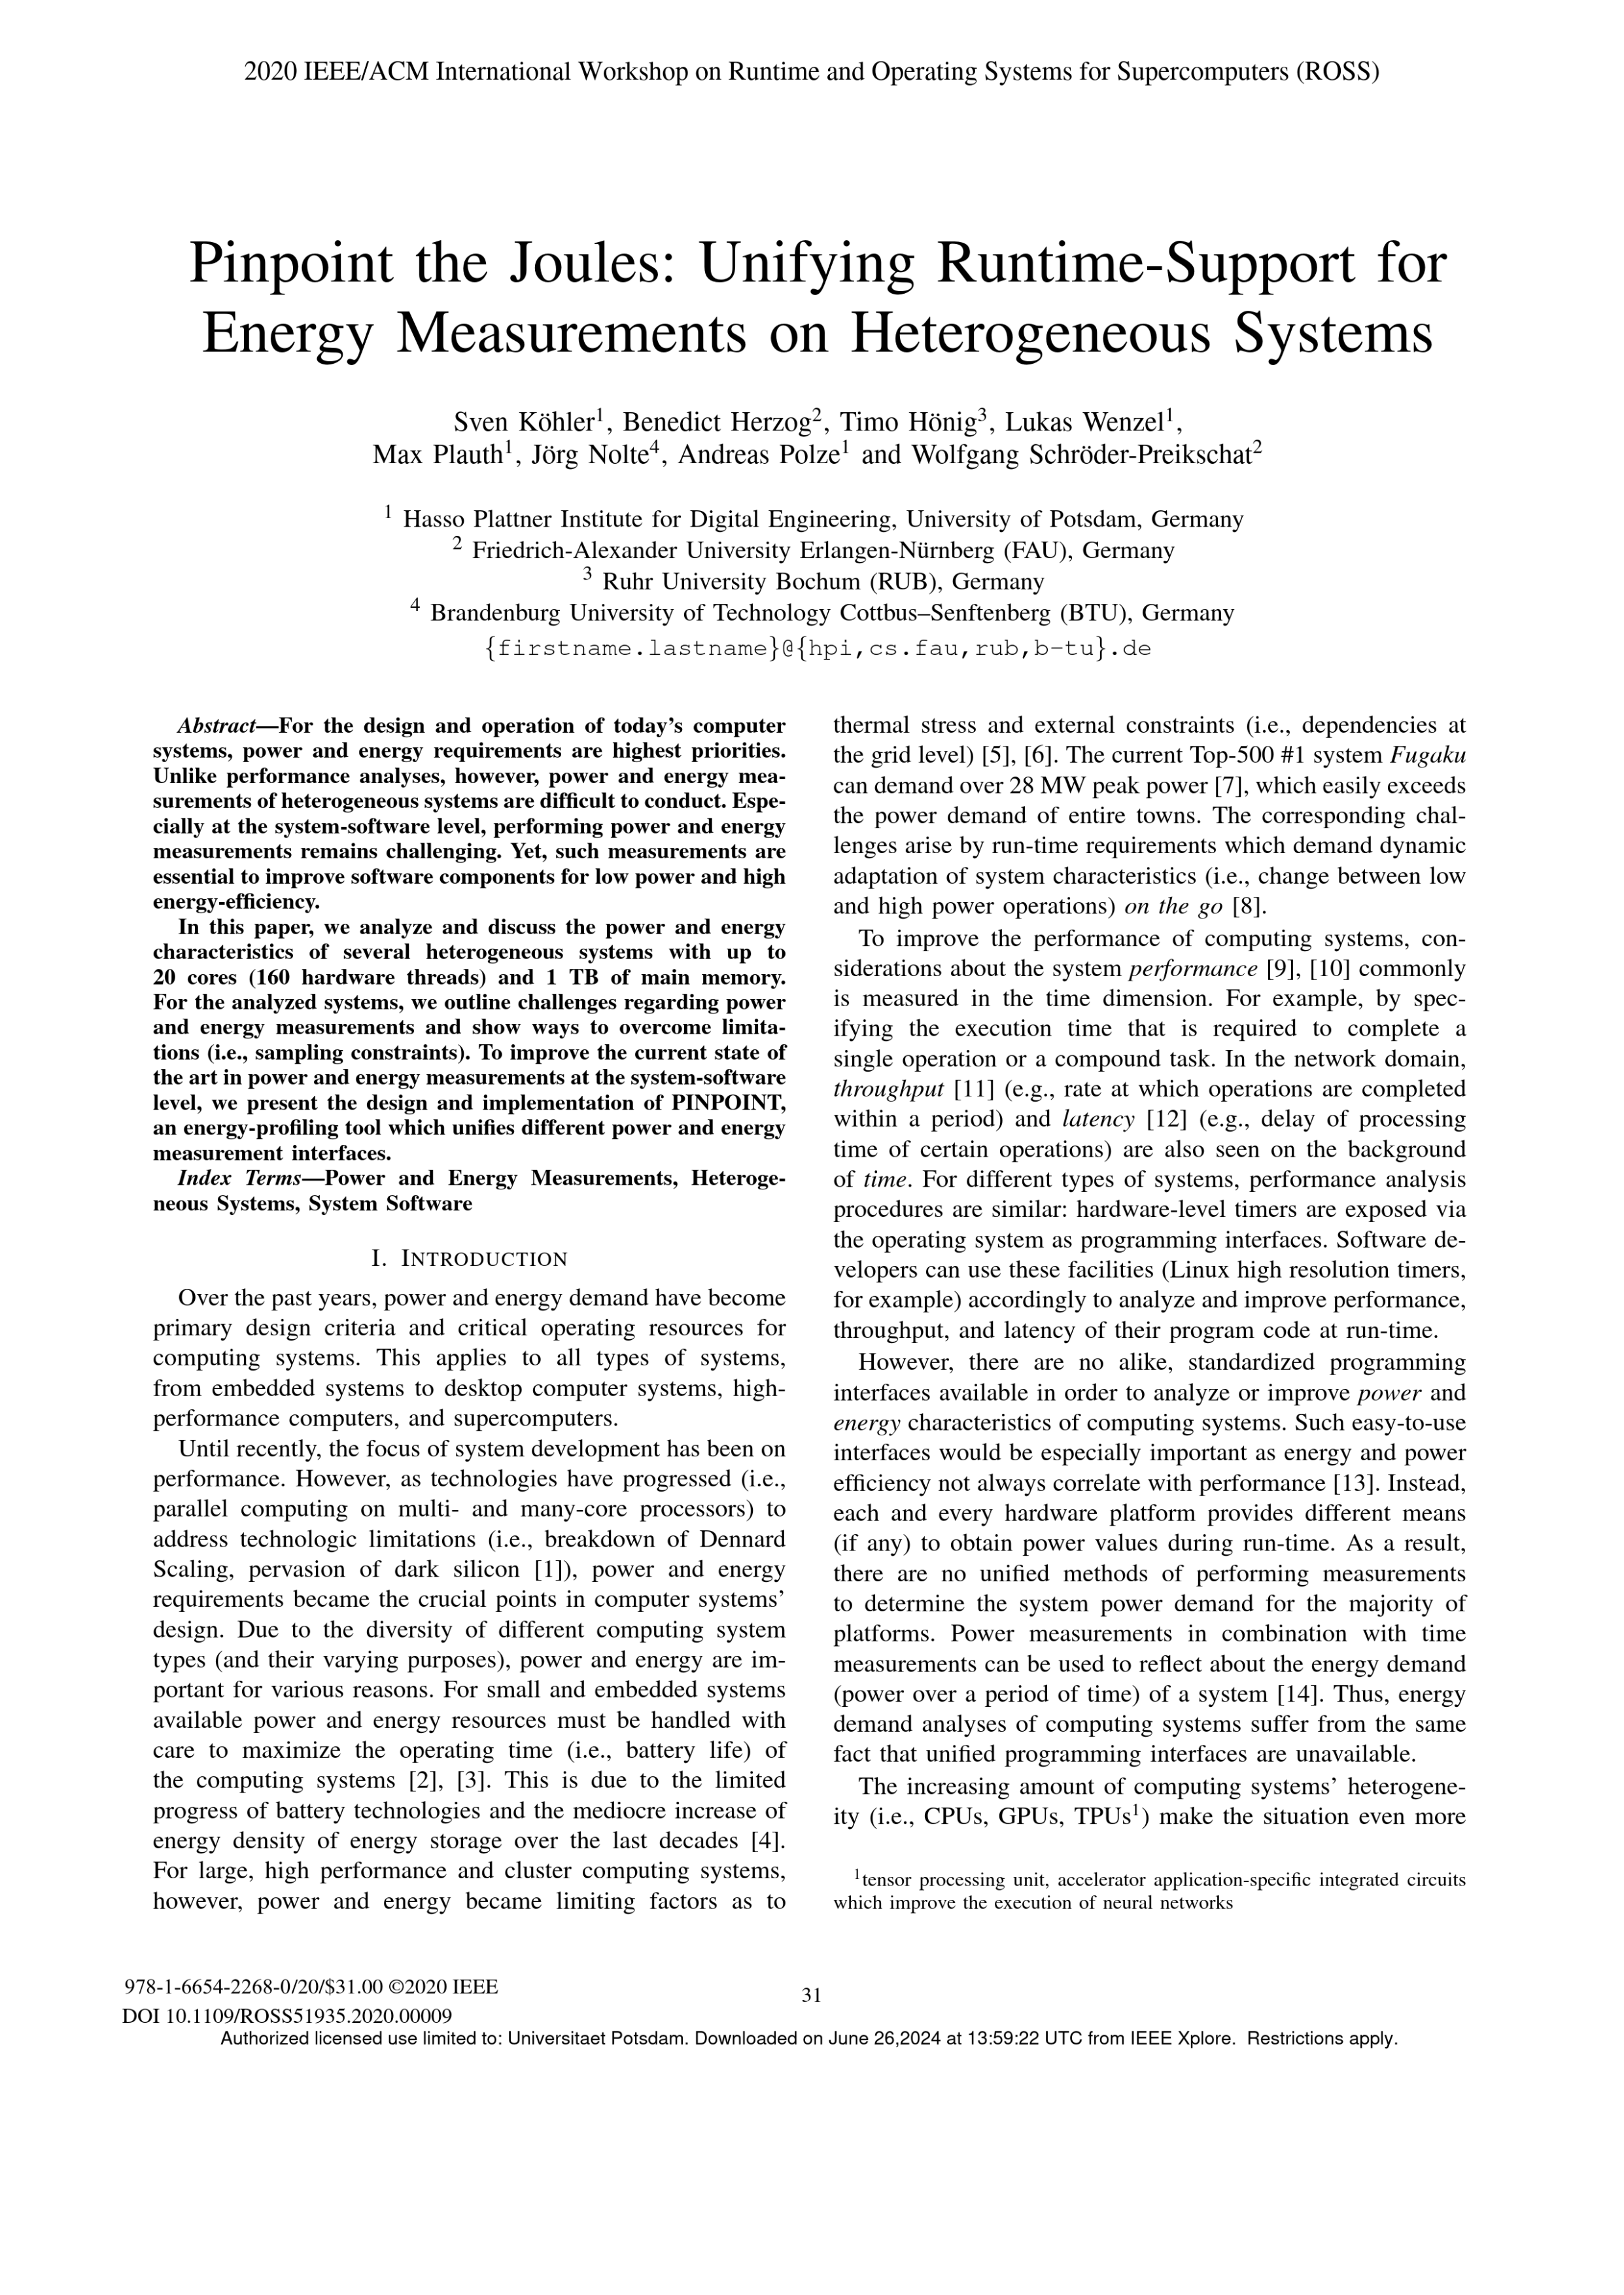 2020 IEEE/ACM International Workshop on Runtime and Operating Systems for Supercomputers (ROSS)
Pinpoint the Joules: Unifying Runtime-Support for
Energy Measurements on Heterogeneous Systems
Sven Köhler1, Benedict Herzog2, Timo Hönig3, Lukas Wenzel1,
Max Plauth1, Jörg Nolte4, Andreas Polze1 and Wolfgang Schröder-Preikschat2
1 Hasso Plattner Institute for Digital Engineering, University of Potsdam, Germany
2 Friedrich-Alexander University Erlangen-Nürnberg (FAU), Germany
3 Ruhr University Bochum (RUB), Germany
4 Brandenburg University of Technology Cottbus–Senftenberg (BTU), Germany
{firstname.lastname}@{hpi,cs.fau,rub,b-tu}.de
Abstract—For the design and operation of today's computer
systems, power and energy requirements are highest priorities.
Unlike performance analyses, however, power and energy mea-
surements of heterogeneous systems are difficult to conduct. Espe-
cially at the system-software level, performing power and energy
measurements remains challenging. Yet, such measurements are
essential to improve software components for low power and high
energy-efficiency.
In this paper, we analyze and discuss the power and energy
characteristics of several heterogeneous systems with up to
20 cores (160 hardware threads) and 1 TB of main memory.
For the analyzed systems, we outline challenges regarding power
and energy measurements and show ways to overcome limita-
tions (i.e., sampling constraints). To improve the current state of
the art in power and energy measurements at the system-software
level, we present the design and implementation of PINPOINT,
an energy-profiling tool which unifies different power and energy
measurement interfaces.
Index Terms—Power and Energy Measurements, Heteroge-
neous Systems, System Software
I. INTRODUCTION
Over the past years, power and energy demand have become
primary design criteria and critical operating resources for
computing systems. This applies to all types of systems,
from embedded systems to desktop computer systems, high-
performance computers, and supercomputers.
Until recently, the focus of system development has been on
performance. However, as technologies have progressed (i.e.,
parallel computing on multi- and many-core processors) to
address technologic limitations (i.e., breakdown of Dennard
Scaling, pervasion of dark silicon [1]), power and energy
requirements became the crucial points in computer systems'
design. Due to the diversity of different computing system
types (and their varying purposes), power and energy are im-
portant for various reasons. For small and embedded systems
available power and energy resources must be handled with
care to maximize the operating time (i.e., battery life) of
the computing systems [2], [3]. This is due to the limited
progress of battery technologies and the mediocre increase of
energy density of energy storage over the last decades [4].
For large, high performance and cluster computing systems,
however, power and energy became limiting factors as to
thermal stress and external constraints (i.e., dependencies at
the grid level) [5], [6]. The current Top-500 #1 system Fugaku
can demand over 28 MW peak power [7], which easily exceeds
the power demand of entire towns. The corresponding chal-
lenges arise by run-time requirements which demand dynamic
adaptation of system characteristics (i.e., change between low
and high power operations) on the go [8].
To improve the performance of computing systems, con-
siderations about the system performance [9], [10] commonly
is measured in the time dimension. For example, by spec-
ifying the execution time that is required to complete a
single operation or a compound task. In the network domain,
throughput [11] (e.g., rate at which operations are completed
within a period) and latency [12] (e.g., delay of processing
time of certain operations) are also seen on the background
of time. For different types of systems, performance analysis
procedures are similar: hardware-level timers are exposed via
the operating system as programming interfaces. Software de-
velopers can use these facilities (Linux high resolution timers,
for example) accordingly to analyze and improve performance,
throughput, and latency of their program code at run-time.
However, there are no alike, standardized programming
interfaces available in order to analyze or improve power and
energy characteristics of computing systems. Such easy-to-use
interfaces would be especially important as energy and power
efficiency not always correlate with performance [13]. Instead,
each and every hardware platform provides different means
(if any) to obtain power values during run-time. As a result,
there are no unified methods of performing measurements
to determine the system power demand for the majority of
platforms. Power measurements in combination with time
measurements can be used to reflect about the energy demand
(power over a period of time) of a system [14]. Thus, energy
demand analyses of computing systems suffer from the same
fact that unified programming interfaces are unavailable.
The increasing amount of computing systems' heterogene-
ity (i.e., CPUs, GPUs, TPUs1) make the situation even more
1tensor processing unit, accelerator application-specific integrated circuits
which improve the execution of neural networks
978-1-6654-2268-0/20/$31.00 ©2020 IEEE
DOI 10.1109/ROSS51935.2020.00009
31
Authorized licensed use limited to: Universitaet Potsdam. Downloaded on June 26,2024 at 13:59:22 UTC from IEEE Xplore. Restrictions apply.